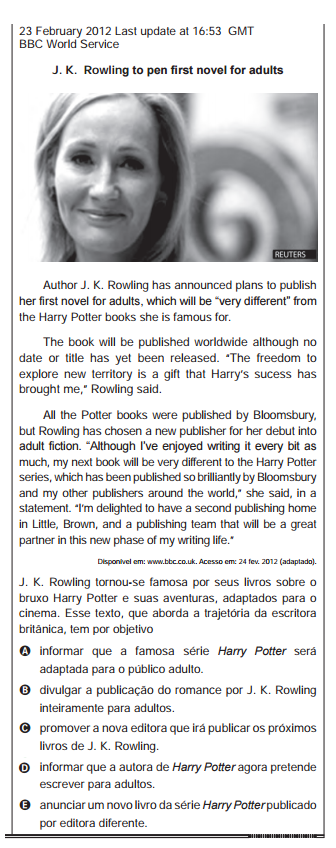 23 February 2012 Last update at 16:53 GMT
BBC World Service
J. K. Rowling to pen first novel for adults
REUTERS
Author J. K. Rowling has announced plans to publish
her first novel for adults, which will be “very different” from
the Harry Potter books she is famous for.
The book will be published worldwide although no
date or title has yet been released. “The freedom to
explore new territory is a gift that Harry’s sucess has
brought me,” Rowling said.
All the Potter books were published by Bloomsbury,
but Rowling has chosen a new publisher for her debut into
adult fiction. “Although I’ve enjoyed writing it every bit as
much, my next book will be very different to the Harry Potter
series, which has been published so brilliantly by Bloomsbury
and my other publishers around the world,” she said, in a
statement. “I’m delighted to have a second publishing home
in Little, Brown, and a publishing team that will be a great
partner in this new phase of my writing life.”
Disponível em: www.bbc.co.uk. Acesso em: 24 fev. 2012 (adaptado).
J. K. Rowling tornou-se famosa por seus livros sobre o
bruxo Harry Potter e suas aventuras, adaptados para o
cinema. Esse texto, que aborda a trajetória da escritora
britânica, tem por objetivo
A informar que a famosa série Harry Potter será
adaptada para o público adulto.
B divulgar a publicação do romance por J. K. Rowling
inteiramente para adultos.
C promover a nova editora que irá publicar os próximos
livros de J. K. Rowling.
D informar que a autora de Harry Potter agora pretende
escrever para adultos.
E anunciar um novo livro da série Harry Potter publicado
por editora diferente.